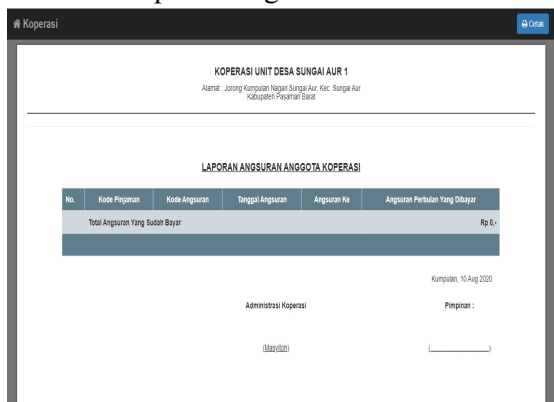 Koperasi
Cetak
KOPERASI UNIT DESA SUNGAI AUR 1
Alamat : Jorong Kumpulan Nagari Sungai Aur, Kec. Sungai Aur
Kabupaten Pasaman Barat
LAPORAN ANGSURAN ANGGOTA KOPERASI
No. Kode Pinjaman Kode Angsuran Tanggal Angsuran Angsuran Ke Angsuran Perbulan Yang Dibayar
Total Angsuran Yang Sudah Bayar Rp 0,-
Kumpulan, 10 Aug 2020
Administrasi Koperasi Pimpinan :
(Masyitoh) (........................)